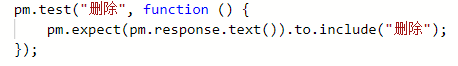 pm.test("删除", function () {
    pm.expect(pm.response.text()).to.include("删除");
});